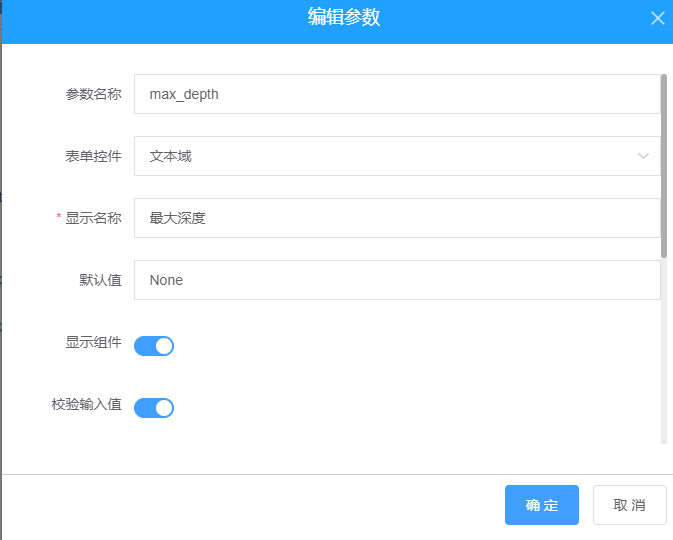 编辑参数
参数名称 max_depth
表单控件 文本域
* 显示名称 最大深度
默认值 None
显示组件
校验输入值
确 定 取 消